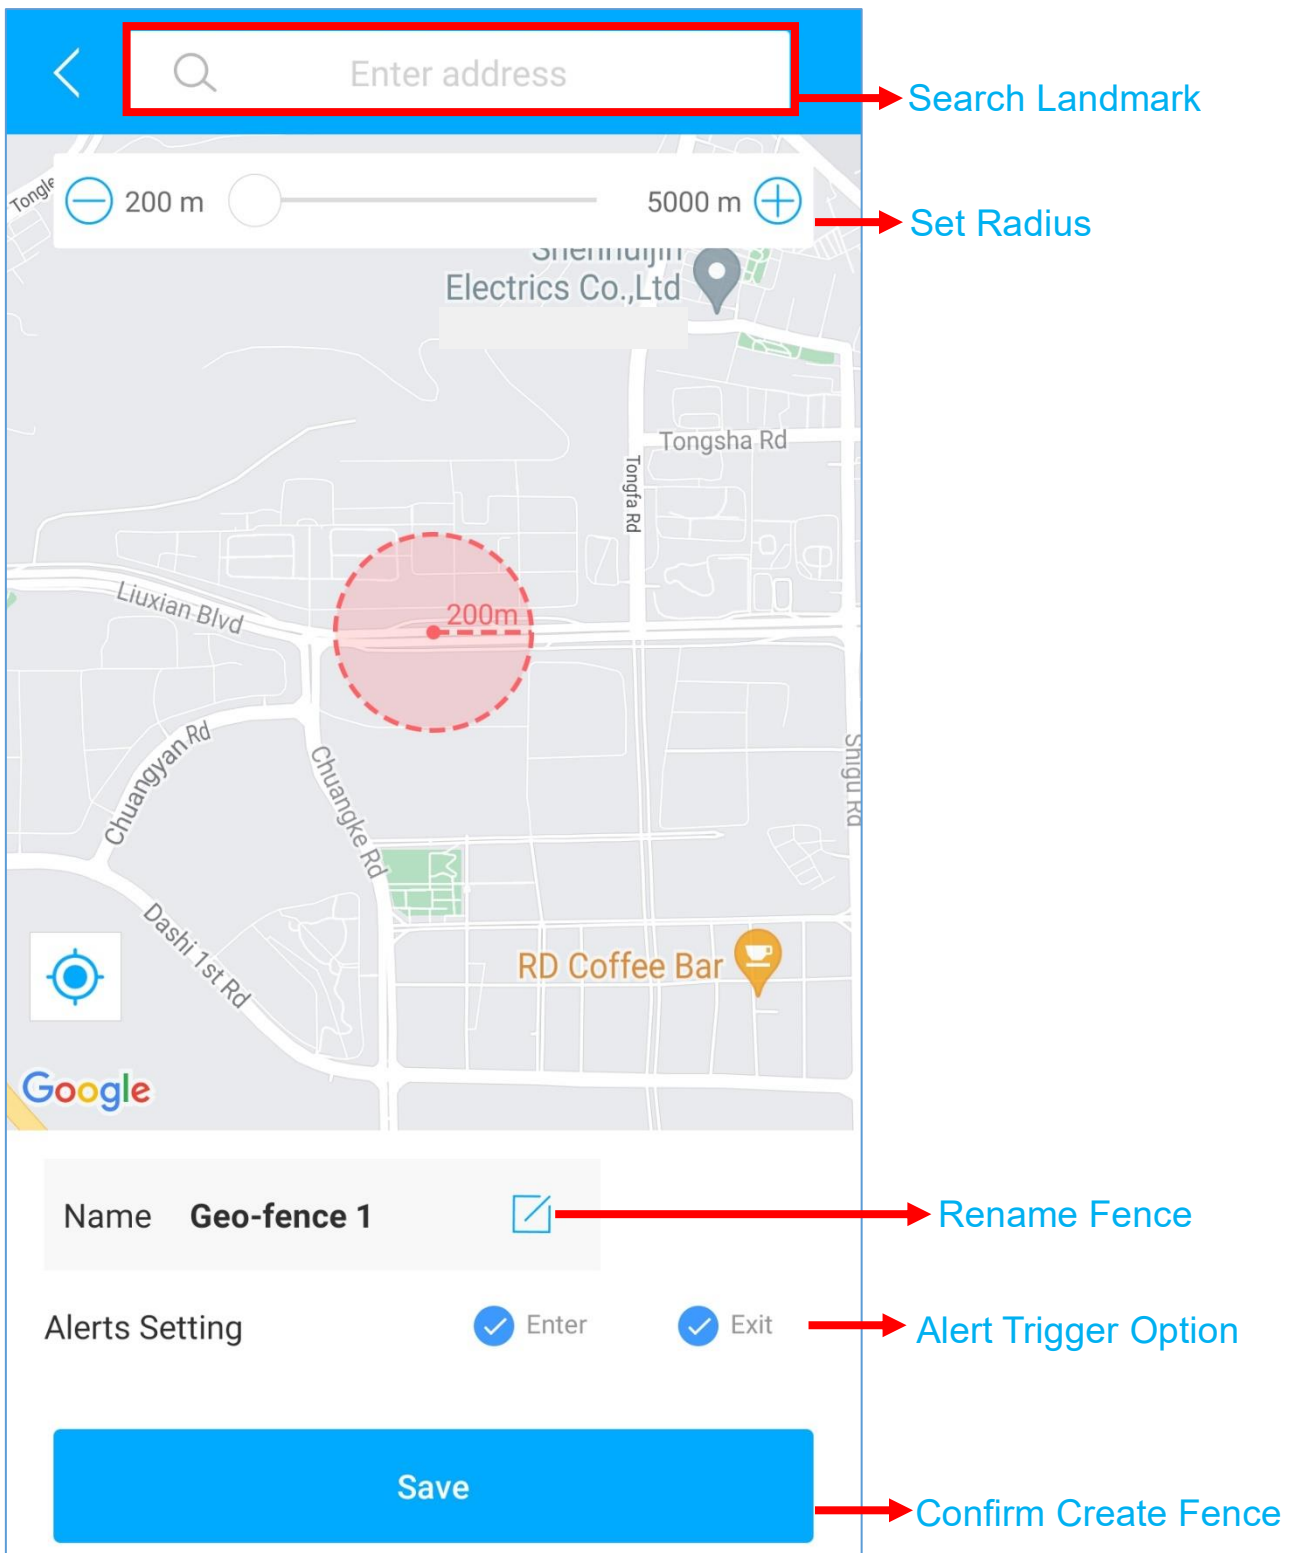 Enter address
Search Landmark
200 m
5000 m
Set Radius
Shenhuijin
Electrics Co.,Ltd
Tongsha Rd
Tongfa Rd
Liuxian Blvd
200m
Chuangyan Rd
Chuangke Rd
Shigu Rd
Dashi 1st Rd
RD Coffee Bar
Google
Name Geo-fence 1
Rename Fence
Alerts Setting
Enter
Exit
Alert Trigger Option
Save
Confirm Create Fence